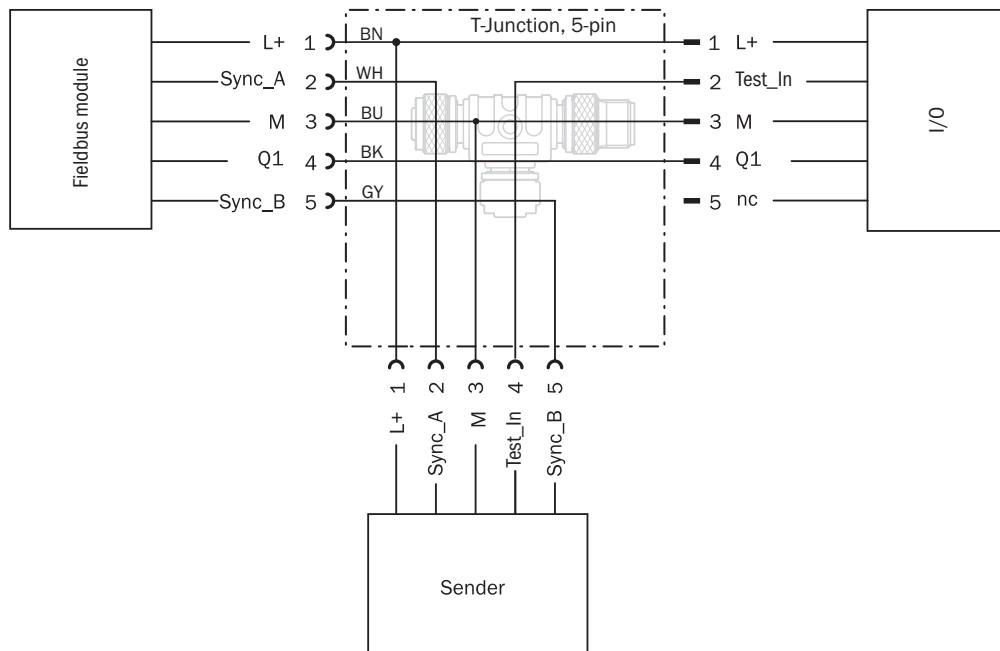 T-Junction, 5-pin
L+ 1 BN 1 L+
Sync_A 2 WH 2 Test_In
M 3 BU 3 M
Q1 4 BK 4 Q1
Sync_B 5 GY 5 nc
Fieldbus module
I/O
1 2 3 4 5
L+ Sync_A M Test_In Sync_B
Sender